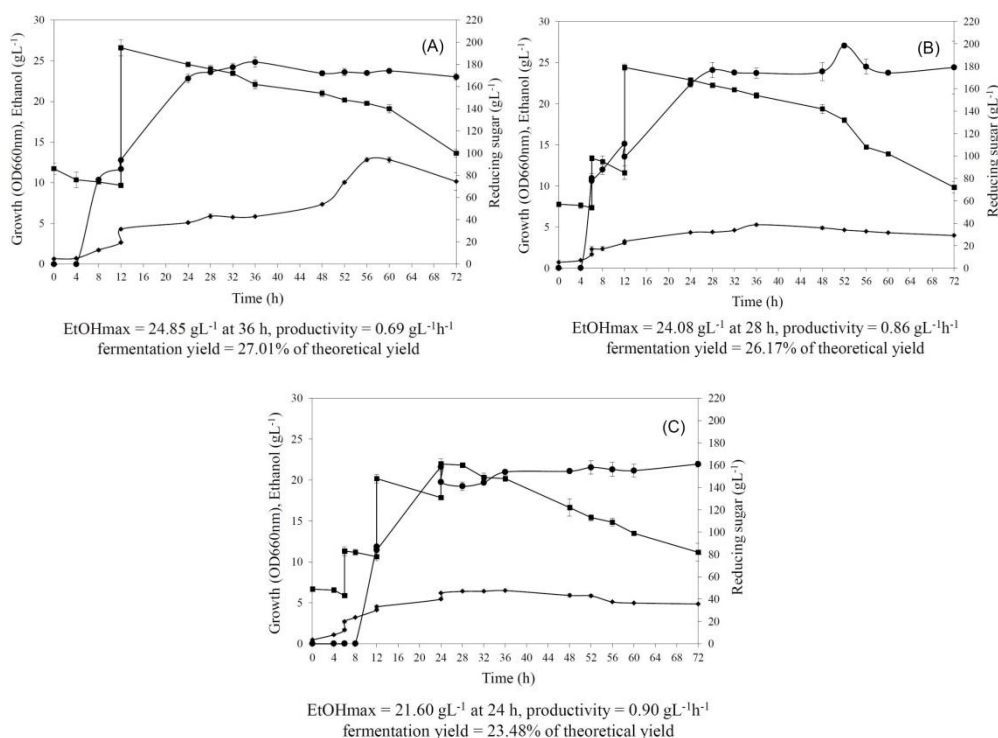 (A)
Growth (OD660nm), Ethanol (gL⁻¹)
30
25
20
15
10
5
0
220
200
180
160
140
120
100
80
60
40
20
0
Reducing sugar (gL⁻¹)
0 4 8 12 16 20 24 28 32 36 40 44 48 52 56 60 64 68 72
Time (h)
EtOHmax = 24.85 gL⁻¹ at 36 h, productivity = 0.69 gL⁻¹h⁻¹
fermentation yield = 27.01% of theoretical yield
(B)
Growth (OD660nm), Ethanol (gL⁻¹)
30
25
20
15
10
5
0
220
200
180
160
140
120
100
80
60
40
20
0
Reducing sugar (gL⁻¹)
0 4 8 12 16 20 24 28 32 36 40 44 48 52 56 60 64 68 72
Time (h)
EtOHmax = 24.08 gL⁻¹ at 28 h, productivity = 0.86 gL⁻¹h⁻¹
fermentation yield = 26.17% of theoretical yield
(C)
Growth (OD660nm), Ethanol (gL⁻¹)
30
25
20
15
10
5
0
220
200
180
160
140
120
100
80
60
40
20
0
Reducing sugar (gL⁻¹)
0 4 8 12 16 20 24 28 32 36 40 44 48 52 56 60 64 68 72
Time (h)
EtOHmax = 21.60 gL⁻¹ at 24 h, productivity = 0.90 gL⁻¹h⁻¹
fermentation yield = 23.48% of theoretical yield